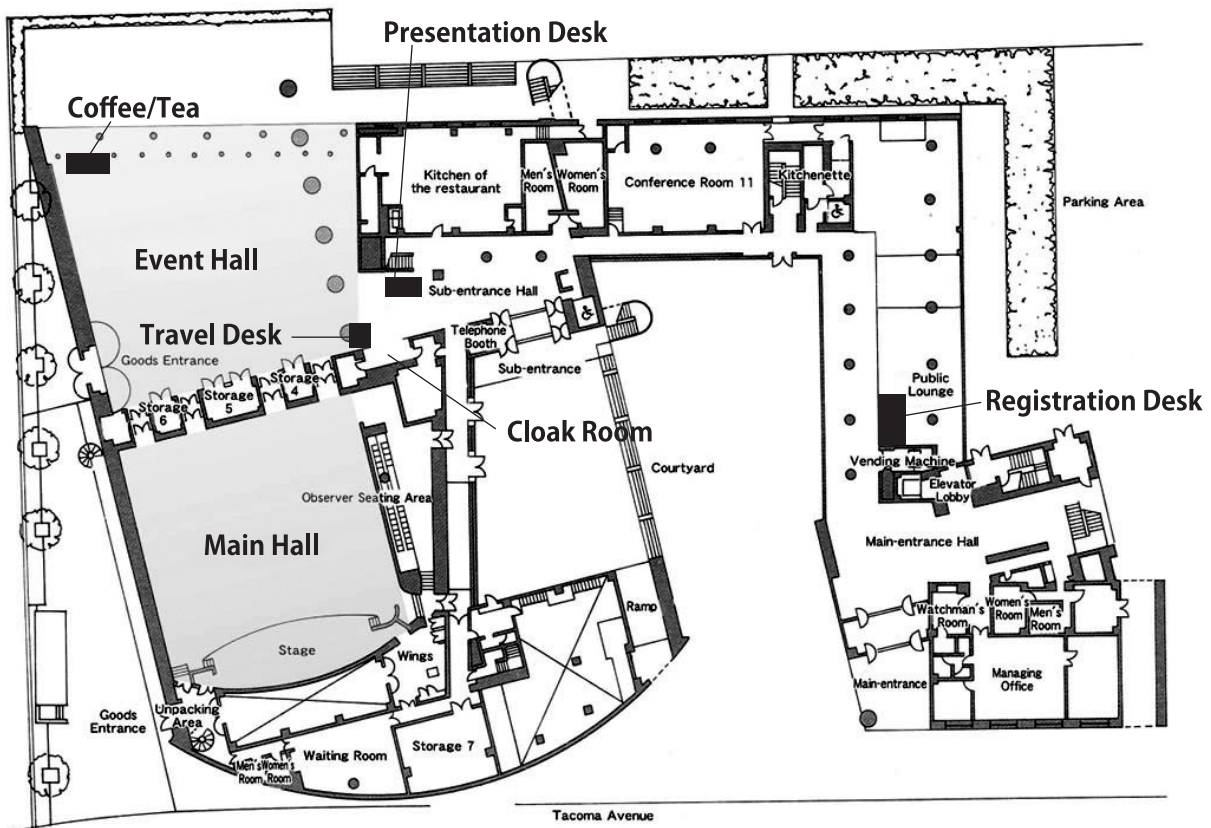 Presentation Desk
Coffee/Tea
Kitchen of
the restaurant
Men's
Room
Women's
Room
Conference Room 11
Kitchenette
Parking Area
Event Hall
Sub-entrance Hall
Travel Desk
Goods Entrance
Telephone
Booth
Sub-entrance
Storage
4
Storage
5
Storage
6
Public
Lounge
Registration Desk
Cloak Room
Vending Machine
Elevator
Lobby
Courtyard
Observer Seating Area
Main Hall
Main-entrance Hall
Watchman's
Room
Women's
Room
Men's
Room
Ramp
Stage
Wings
Main-entrance
Managing
Office
Goods
Entrance
Unpacking
Area
Waiting Room
Storage 7
Men's
Room
Women's
Room
Tacoma Avenue